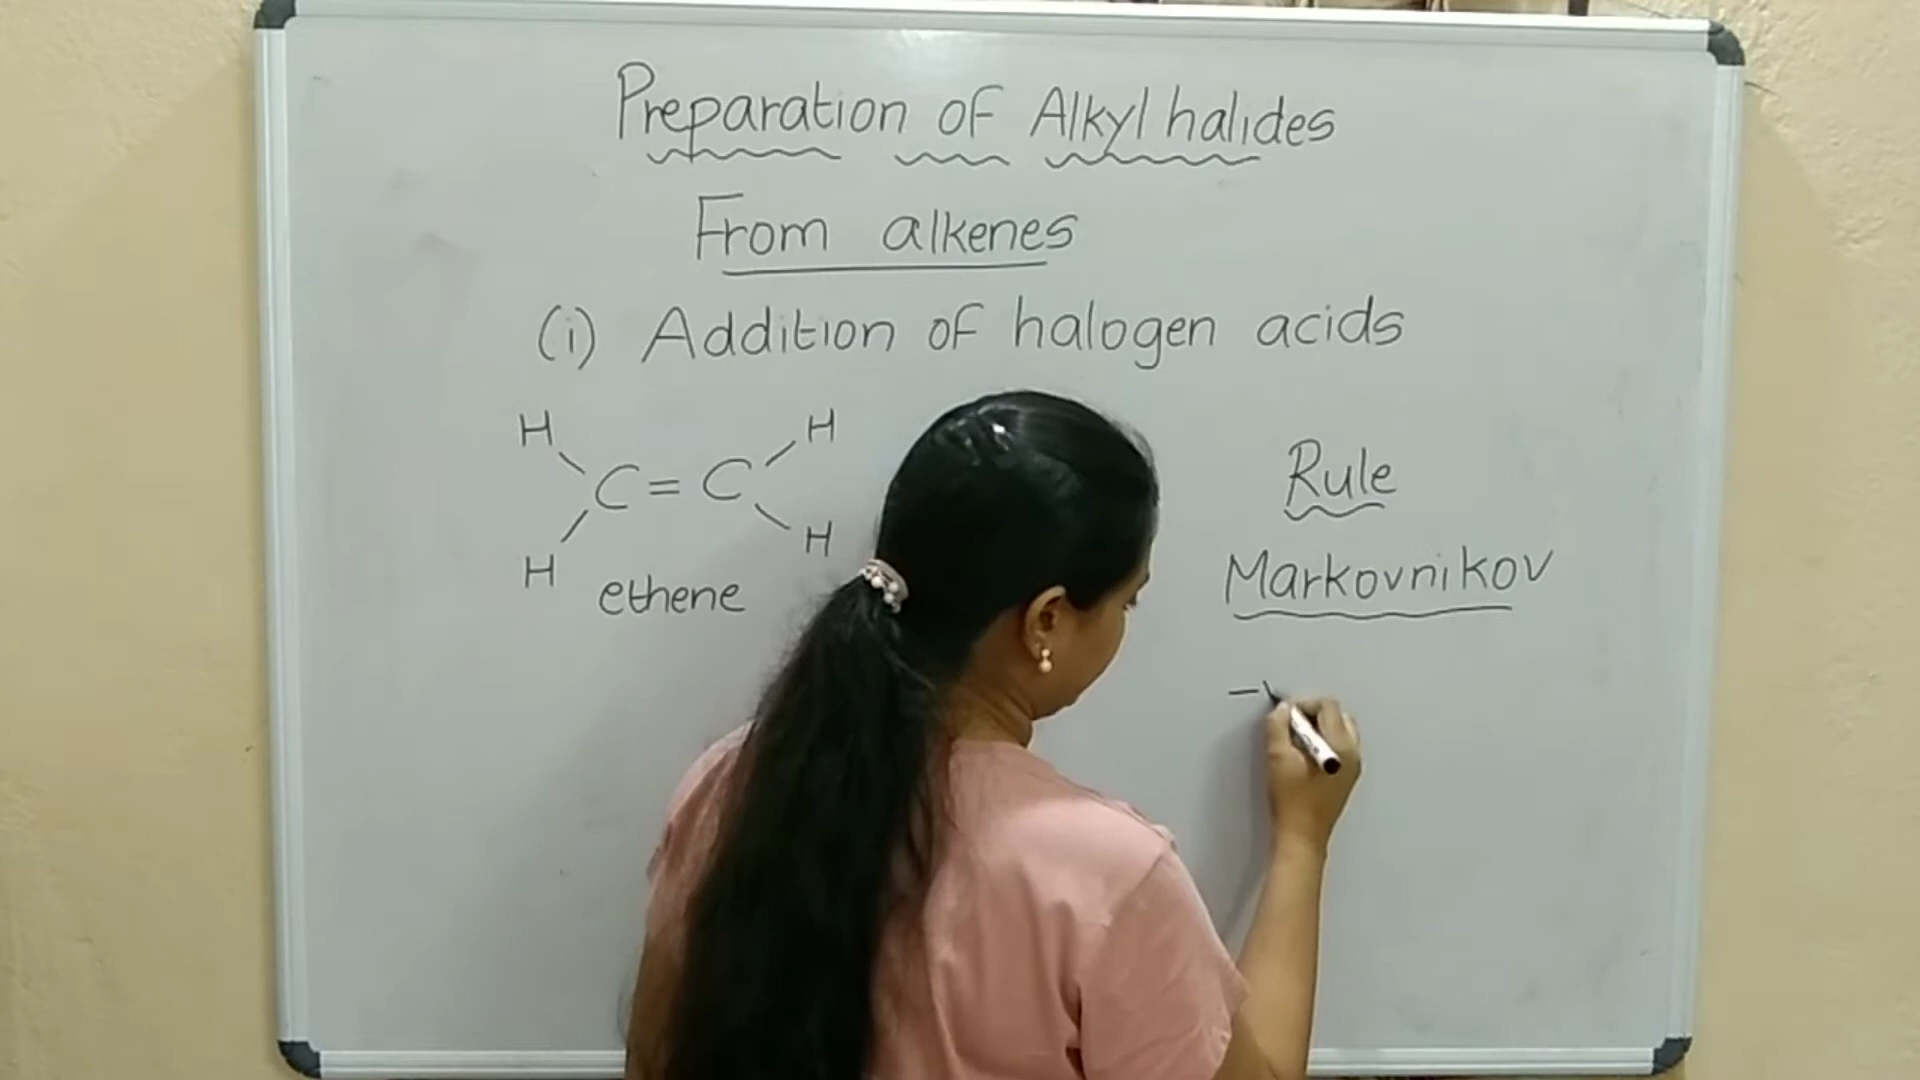 Preparation of Alkyl halides
From alkenes
(i) Addition of halogen acids
H H
C = C
H H
ethene
Rule
Markovnikov